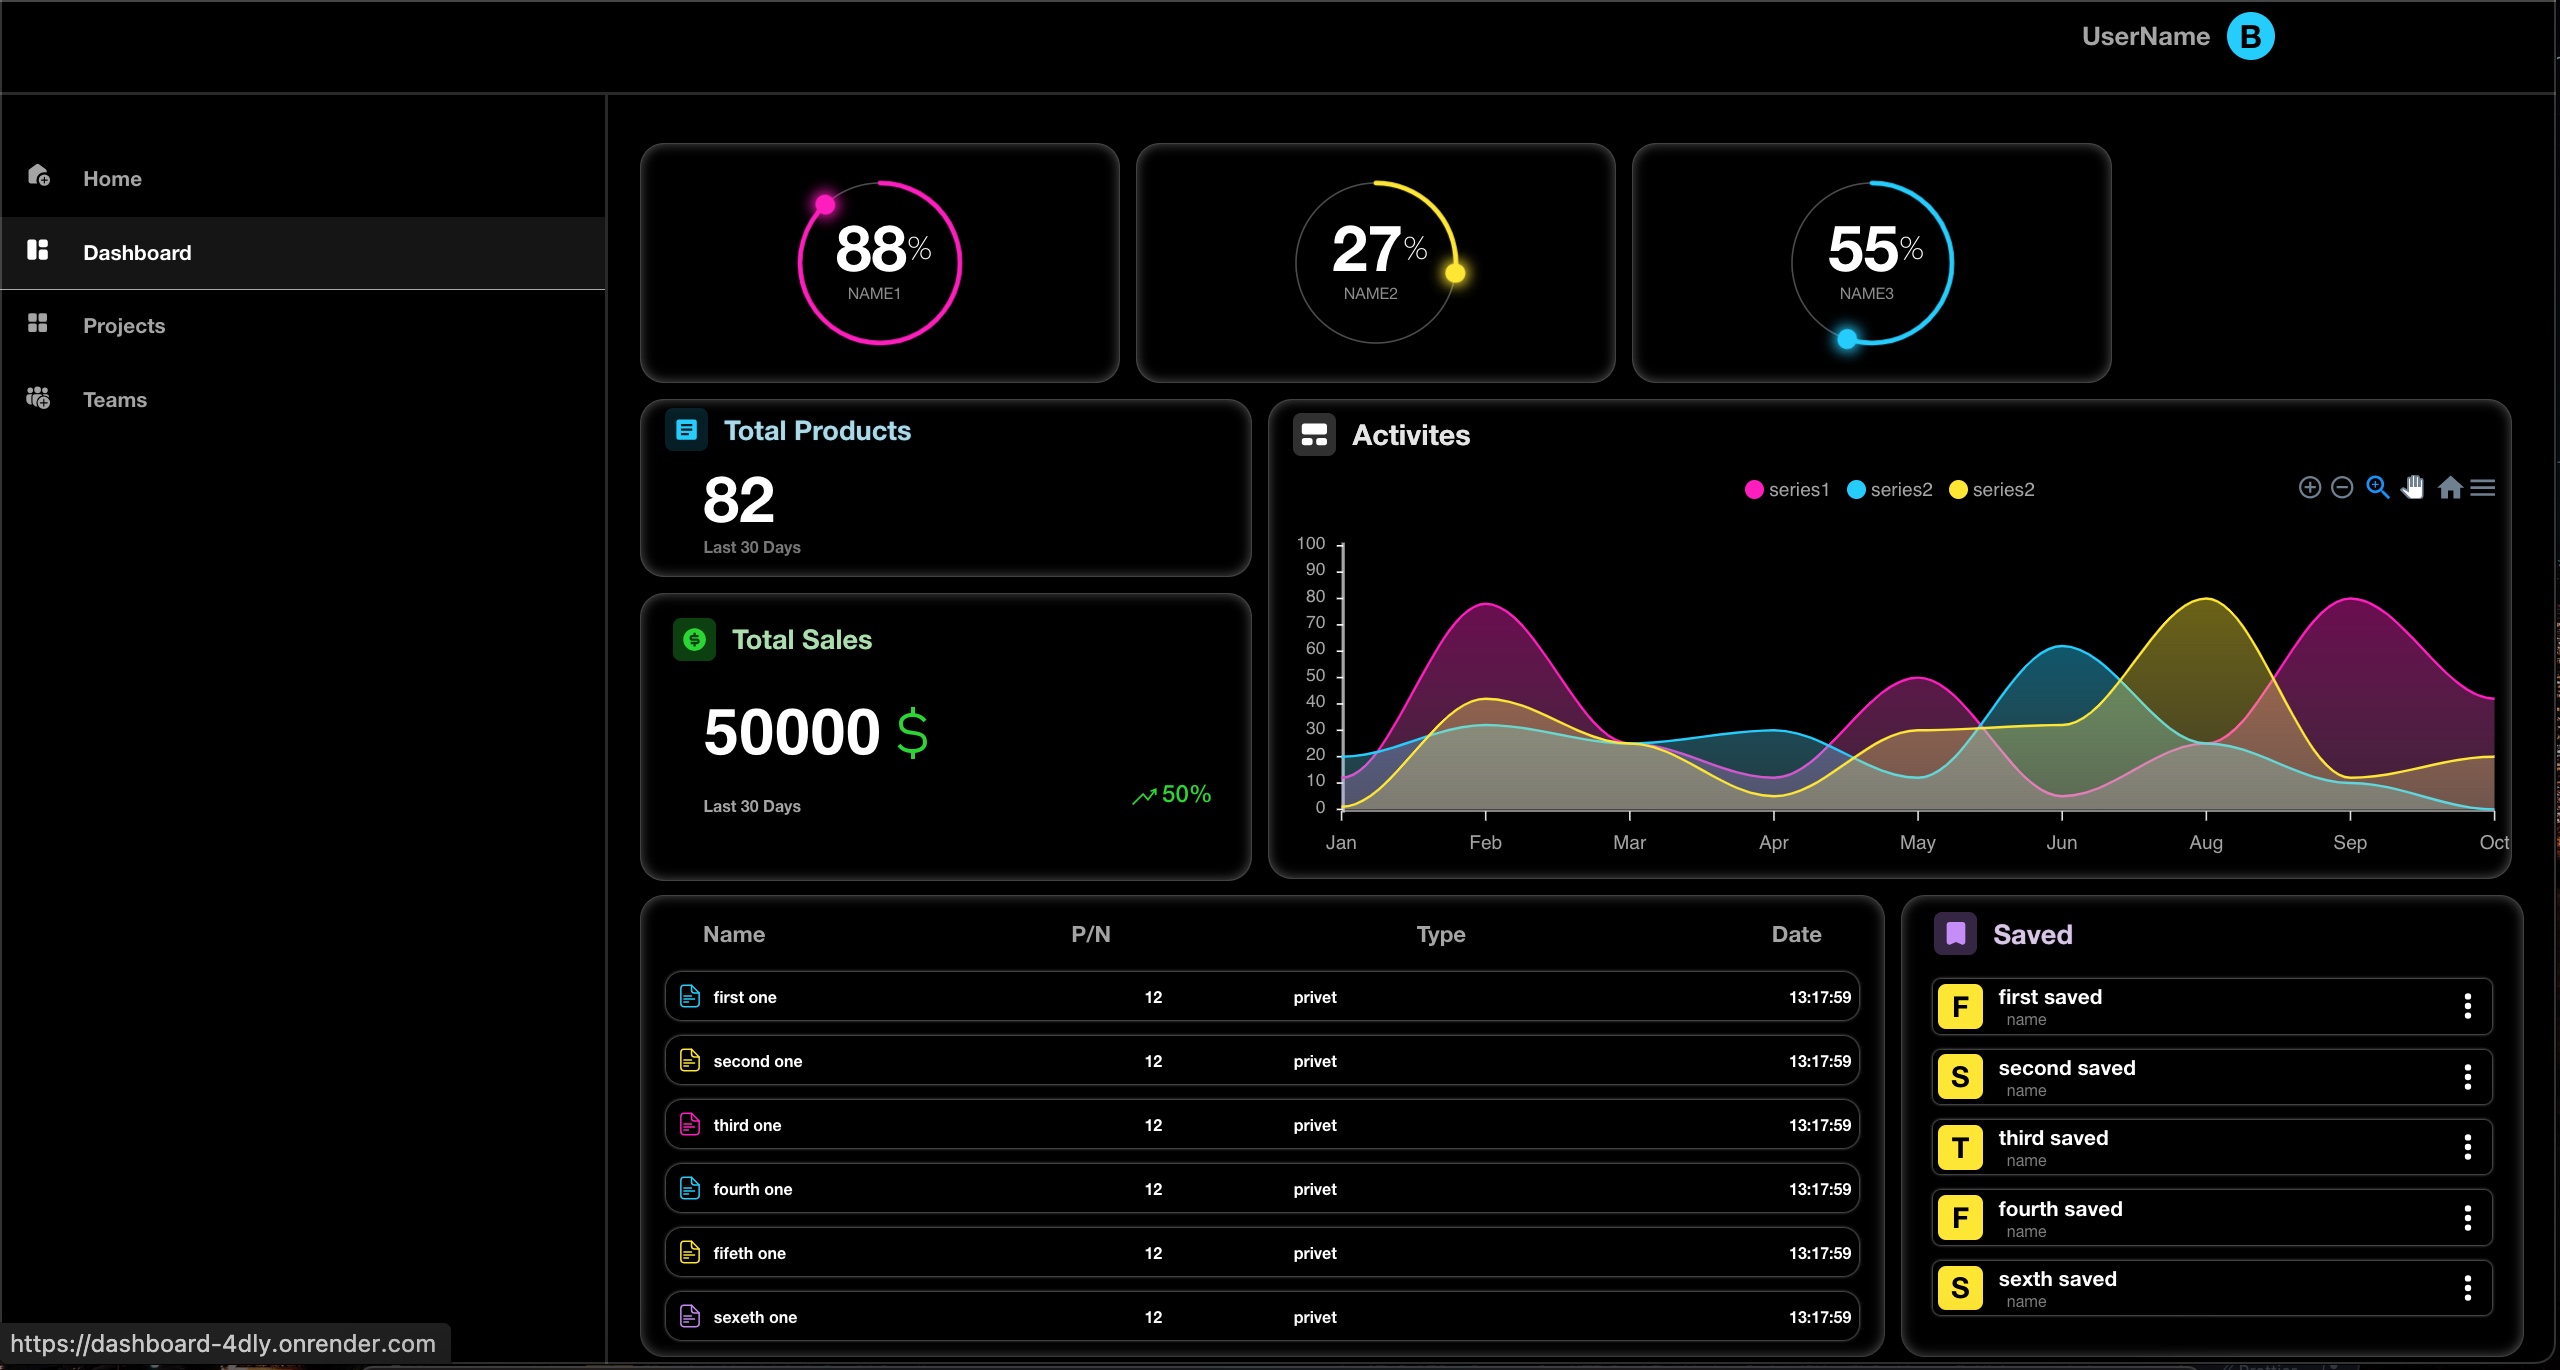 UserName B
Home
Dashboard
Projects
Teams
88%
NAME1
27%
NAME2
55%
NAME3
Total Products
82
Last 30 Days
Total Sales
50000 $
Last 30 Days
50%
Activites
series1 series2 series2
100
90
80
70
60
50
40
30
20
10
0
Jan Feb Mar Apr May Jun Aug Sep Oct
Name P/N Type Date
first one 12 privet 13:17:59
second one 12 privet 13:17:59
third one 12 privet 13:17:59
fourth one 12 privet 13:17:59
fifeth one 12 privet 13:17:59
sexeth one 12 privet 13:17:59
Saved
F first saved
name
S second saved
name
T third saved
name
F fourth saved
name
S sexth saved
name
https://dashboard-4dly.onrender.com